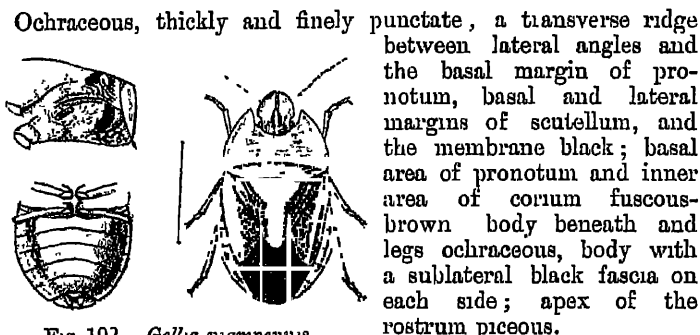 Ochraceous, thickly and finely punctate, a transverse ridge
between lateral angles and
the basal margin of pro-
notum, basal and lateral
margins of scutellum, and
the membrane black; basal
area of pronotum and inner
area of corium fuscous-
brown body beneath and
legs ochraceous, body with
a sublateral black fascia on
each side; apex of the
rostrum piceous.